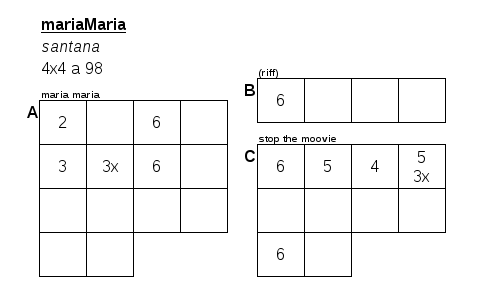 mariaMaria
santana
4x4 a 98
maria maria
A
2 6
3 3x 6
(riff)
B
6
stop the moovie
C
6 5 4 5
3x
6